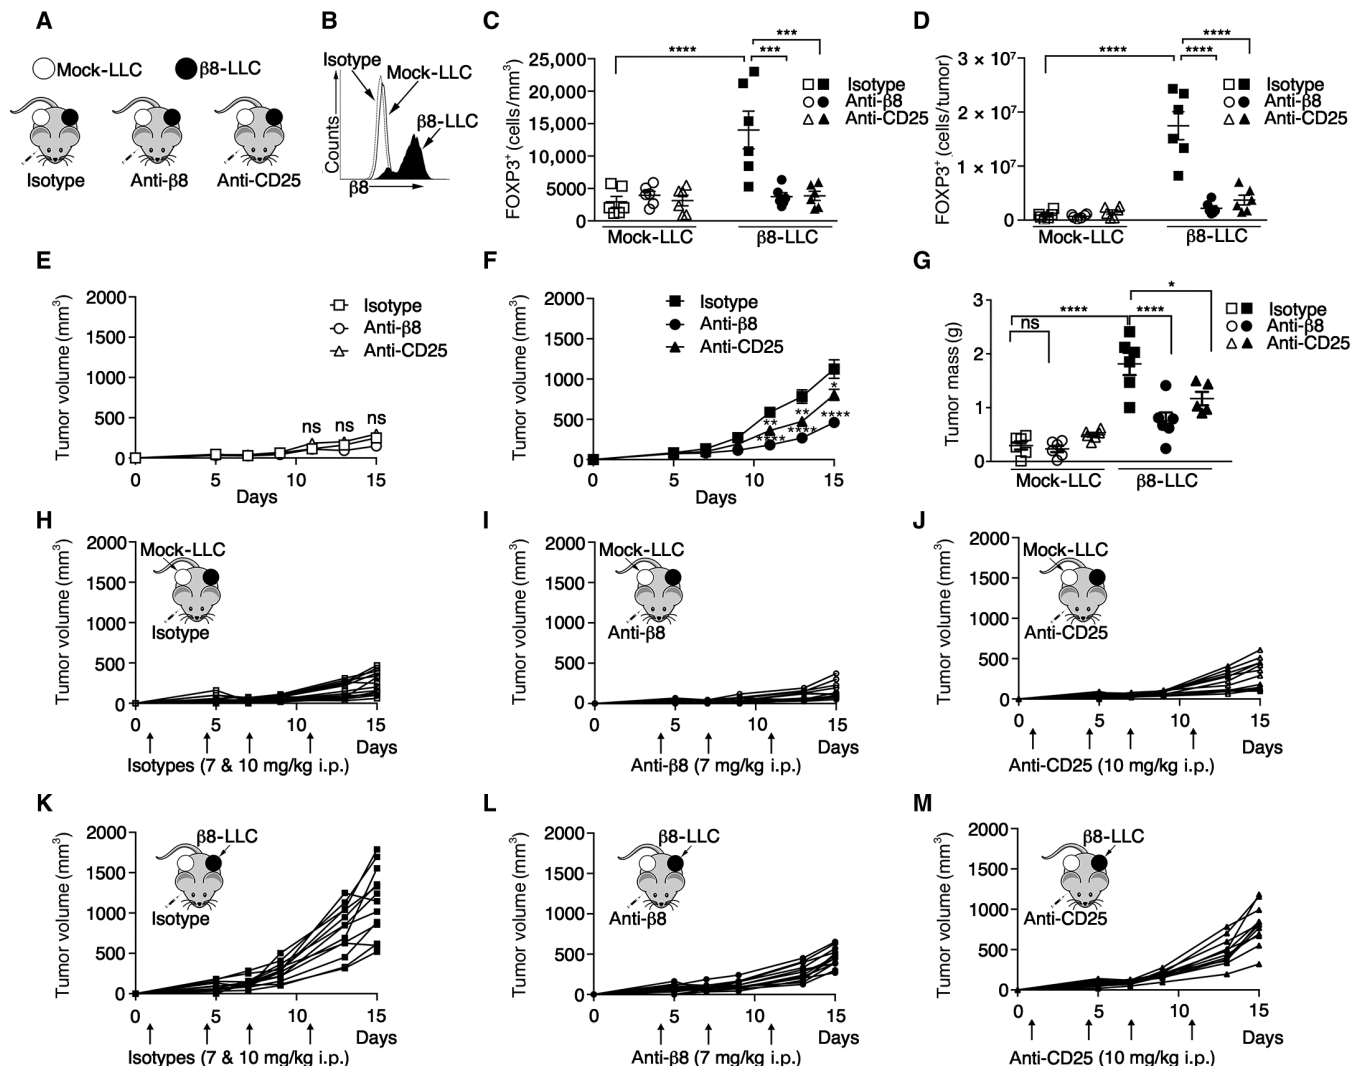 A
Mock-LLC
β8-LLC
Isotype
Anti-β8
Anti-CD25
B
Isotype
Mock-LLC
β8-LLC
Counts
β8
C
FOXP3+ (cells/mm3)
25,000
20,000
15,000
10,000
5000
0
****
***
***
Isotype
Anti-β8
Anti-CD25
Mock-LLC
β8-LLC
D
FOXP3+ (cells/tumor)
3 × 10⁷
2 × 10⁷
1 × 10⁷
0
****
****
****
Isotype
Anti-β8
Anti-CD25
Mock-LLC
β8-LLC
E
Tumor volume (mm3)
2000
1500
1000
500
0
Isotype
Anti-β8
Anti-CD25
ns ns ns
0 5 10 15
Days
F
Tumor volume (mm3)
2000
1500
1000
500
0
Isotype
Anti-β8
Anti-CD25
*
** **
**** **** ****
0 5 10 15
Days
G
Tumor mass (g)
3
2
1
0
ns
****
****
*
Isotype
Anti-β8
Anti-CD25
Mock-LLC
β8-LLC
H
Tumor volume (mm3)
2000
1500
1000
500
0
Mock-LLC
Isotype
0 5 10 15
Days
Isotypes (7 & 10 mg/kg i.p.)
I
Tumor volume (mm3)
2000
1500
1000
500
0
Mock-LLC
Anti-β8
0 5 10 15
Days
Anti-β8 (7 mg/kg i.p.)
J
Tumor volume (mm3)
2000
1500
1000
500
0
Mock-LLC
Anti-CD25
0 5 10 15
Days
Anti-CD25 (10 mg/kg i.p.)
K
Tumor volume (mm3)
2000
1500
1000
500
0
β8-LLC
Isotype
0 5 10 15
Days
Isotypes (7 & 10 mg/kg i.p.)
L
Tumor volume (mm3)
2000
1500
1000
500
0
β8-LLC
Anti-β8
0 5 10 15
Days
Anti-β8 (7 mg/kg i.p.)
M
Tumor volume (mm3)
2000
1500
1000
500
0
β8-LLC
Anti-CD25
0 5 10 15
Days
Anti-CD25 (10 mg/kg i.p.)